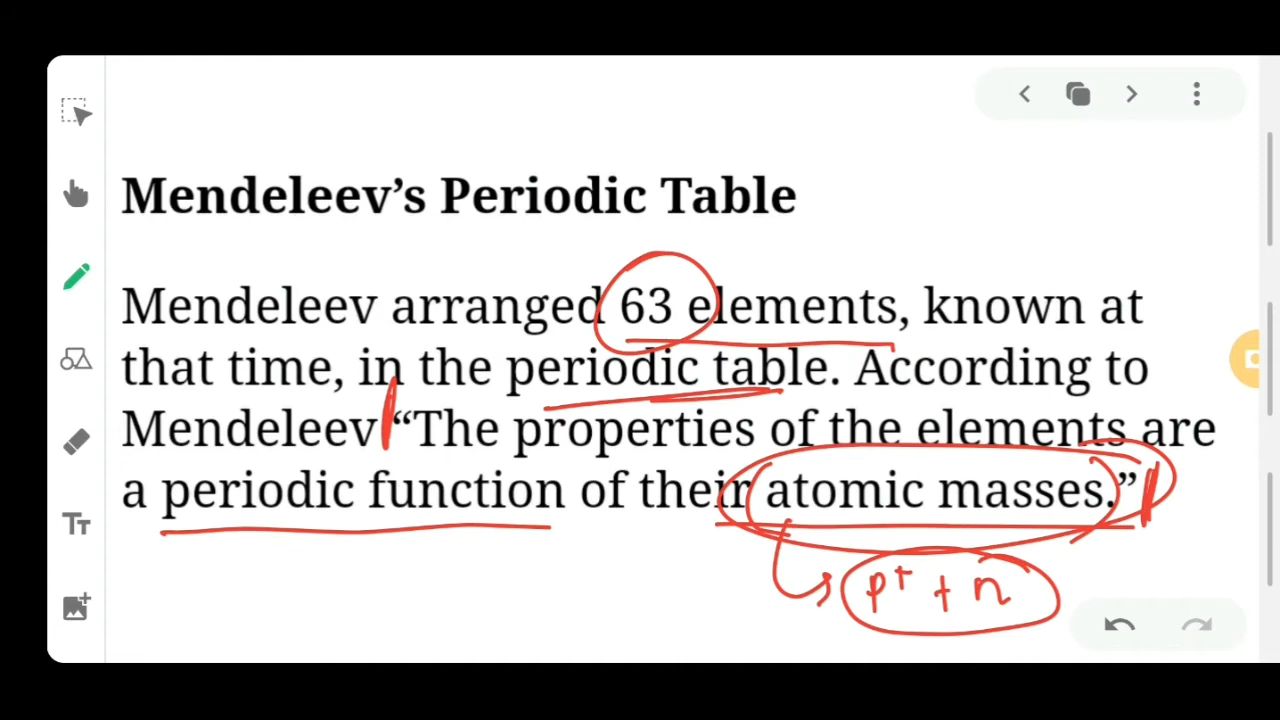 Mendeleev’s Periodic Table
Mendeleev arranged 63 elements, known at
that time, in the periodic table. According to
Mendeleev “The properties of the elements are
a periodic function of their atomic masses.”
p⁺ + n
Tт